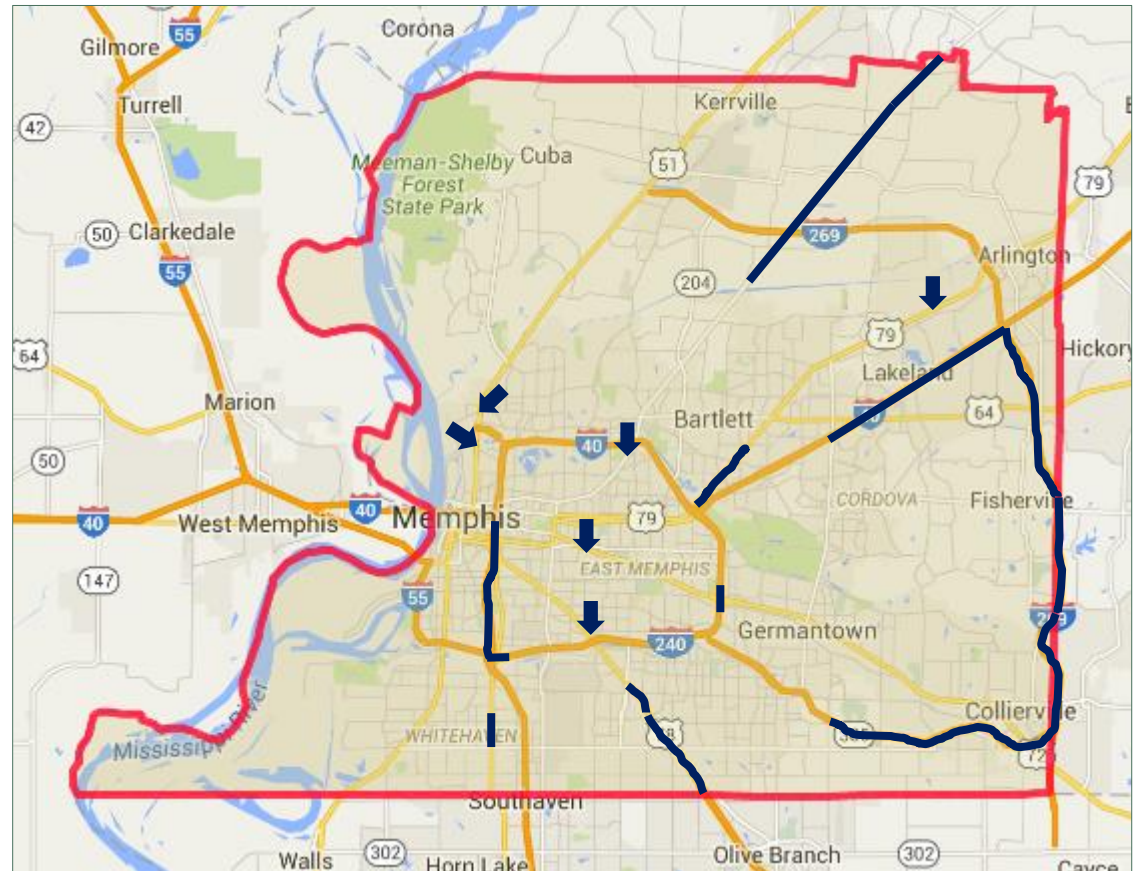 Corona
55
Gilmore
Turrell
Kerrville
42
Meeman-Shelby
Forest
State Park
Cuba
51
79
50
Clarkedale
269
Arlington
55
204
79
64
Hickory
Lakeland
Marion
64
Bartlett
40
50
CORDOVA
Fisherville
40
40
West Memphis
Memphis
79
EAST MEMPHIS
147
55
240
Germantown
Collierville
Mississippi River
WHITEHAVEN
72
Southaven
Walls
302
Horn Lake
Olive Branch
302
Cayce